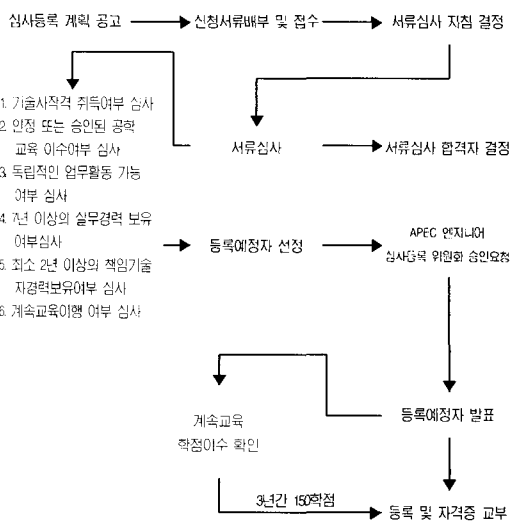 심사등록 계획 공고
신청서류배부 및 접수
서류심사 지침 결정
1. 기술사자격 취득여부 심사
2. 인정 또는 승인된 공학
교육 이수여부 심사
3. 독립적인 업무활동 가능
여부 심사
4. 7년 이상의 실무경력 보유
여부심사
5. 최소 2년 이상의 책임기술
자경력보유여부 심사
6. 계속교육이행 여부 심사
서류심사
서류심사 합격자 결정
등록예정자 선정
APEC 엔지니어
심사등록 위원회 승인요청
등록예정자 발표
계속교육
학점이수 확인
3년간 150학점
등록 및 자격증 교부